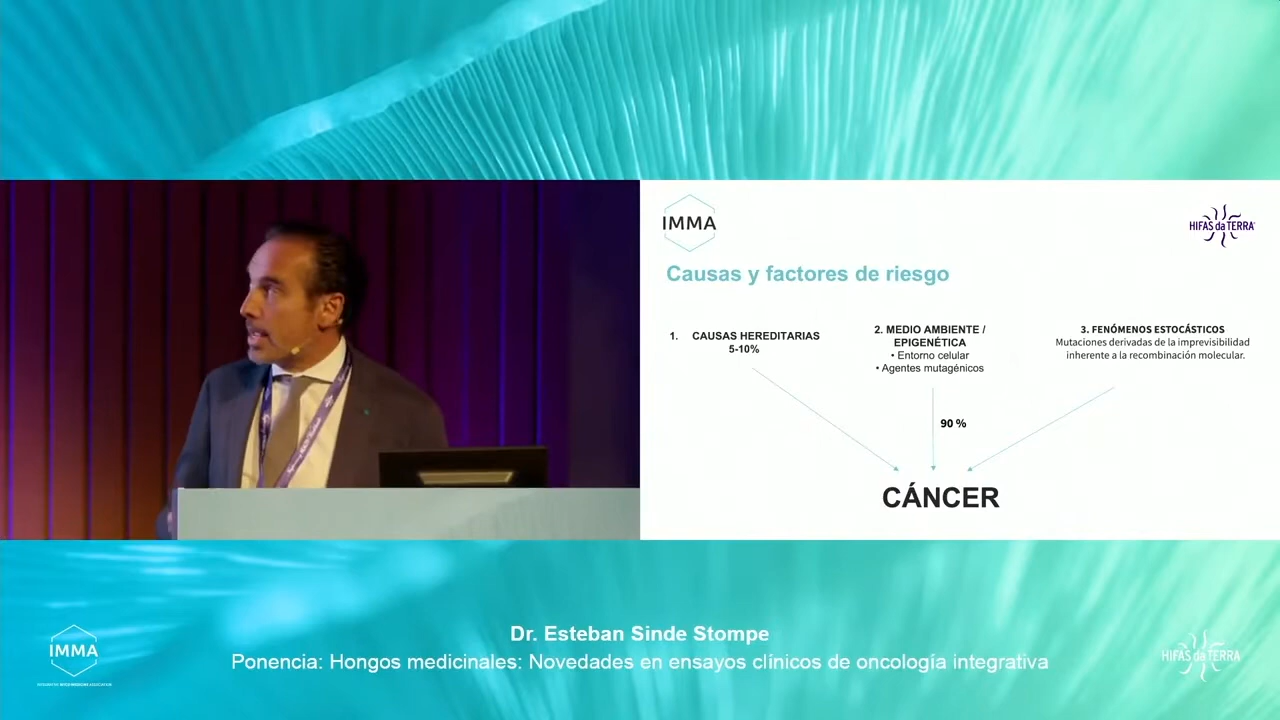 IMMA
HIFAS da TERRA
Causas y factores de riesgo
1. CAUSAS HEREDITARIAS
5-10%
2. MEDIO AMBIENTE /
EPIGENÉTICA
• Entorno celular
• Agentes mutagénicos
3. FENÓMENOS ESTOCÁSTICOS
Mutaciones derivadas de la imprevisibilidad
inherente a la recombinación molecular.
90 %
CÁNCER
Dr. Esteban Sinde Stompe
Ponencia: Hongos medicinales: Novedades en ensayos clínicos de oncología integrativa
IMMA
HIFAS da TERRA